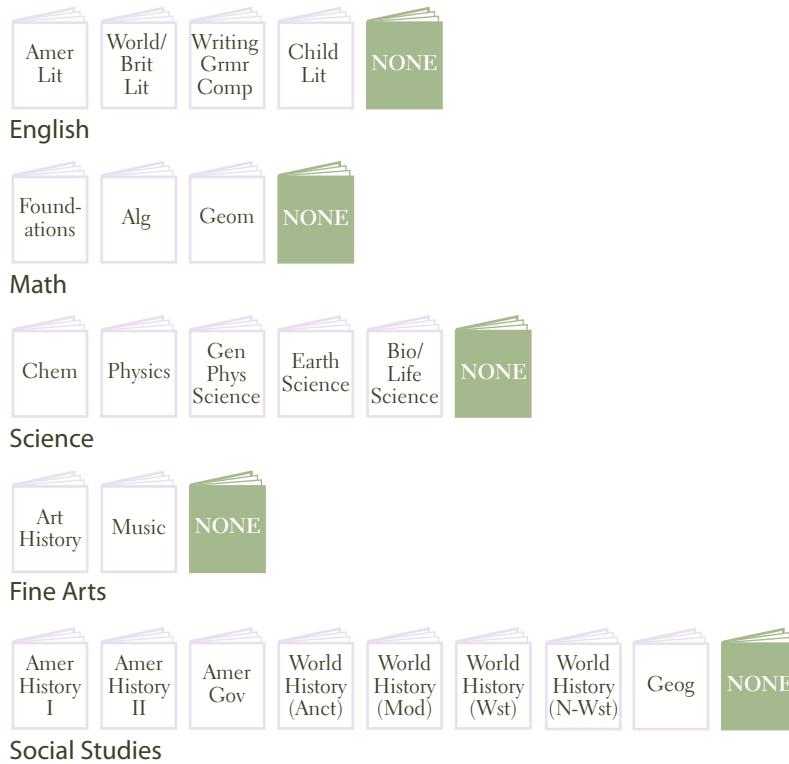 Amer
Lit
World/
Brit
Lit
Writing
Grmr
Comp
Child
Lit
NONE
English
Found-
ations
Alg
Geom
NONE
Math
Chem
Physics
Gen
Phys
Science
Earth
Science
Bio/
Life
Science
NONE
Science
Art
History
Music
NONE
Fine Arts
Amer
History
I
Amer
History
II
Amer
Gov
World
History
(Anct)
World
History
(Mod)
World
History
(Wst)
World
History
(N-Wst)
Geog
NONE
Social Studies